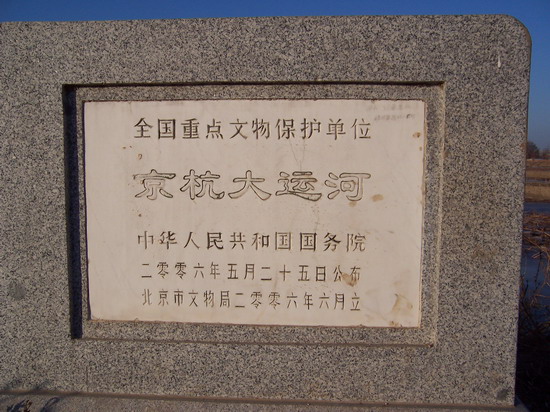 全国重点文物保护单位
京杭大运河
中华人民共和国国务院
二零零六年五月二十五日公布
北京市文物局二零零六年六月立